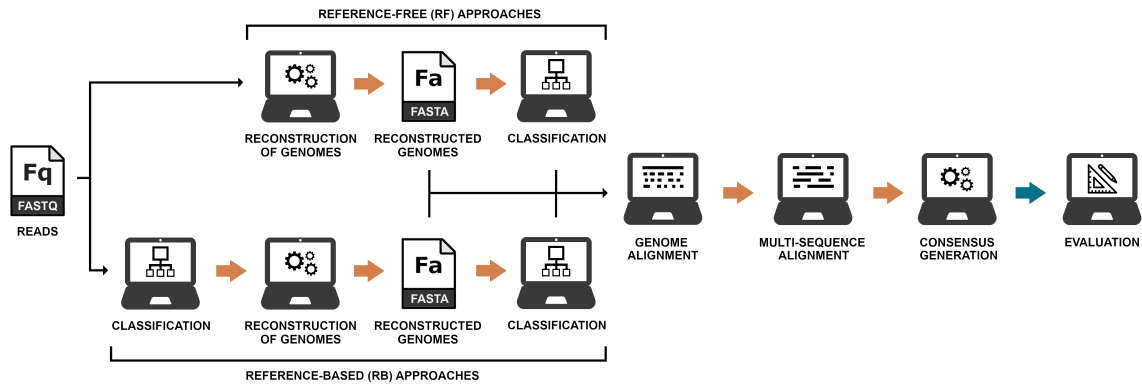 REFERENCE-FREE (RF) APPROACHES
Fa
FASTA
RECONSTRUCTION
OF GENOMES
RECONSTRUCTED
GENOMES
CLASSIFICATION
Fq
FASTQ
READS
GENOME
ALIGNMENT
MULTI-SEQUENCE
ALIGNMENT
CONSENSUS
GENERATION
EVALUATION
Fa
FASTA
CLASSIFICATION
RECONSTRUCTION
OF GENOMES
RECONSTRUCTED
GENOMES
CLASSIFICATION
REFERENCE-BASED (RB) APPROACHES